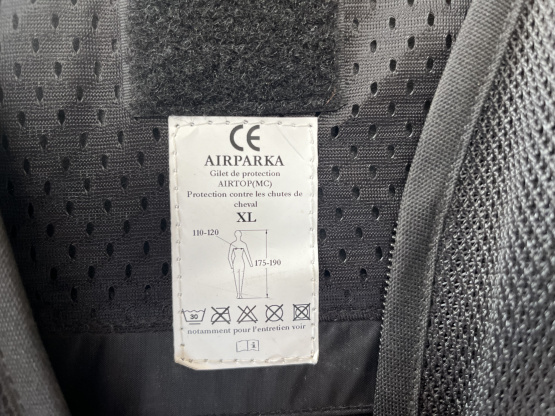 CE
AIRPARKA
Gilet de protection
AIRTOP(MC)
Protection contre les chutes de
cheval
XL
110-120
175-190
30
notamment pour l'entretien voir
i